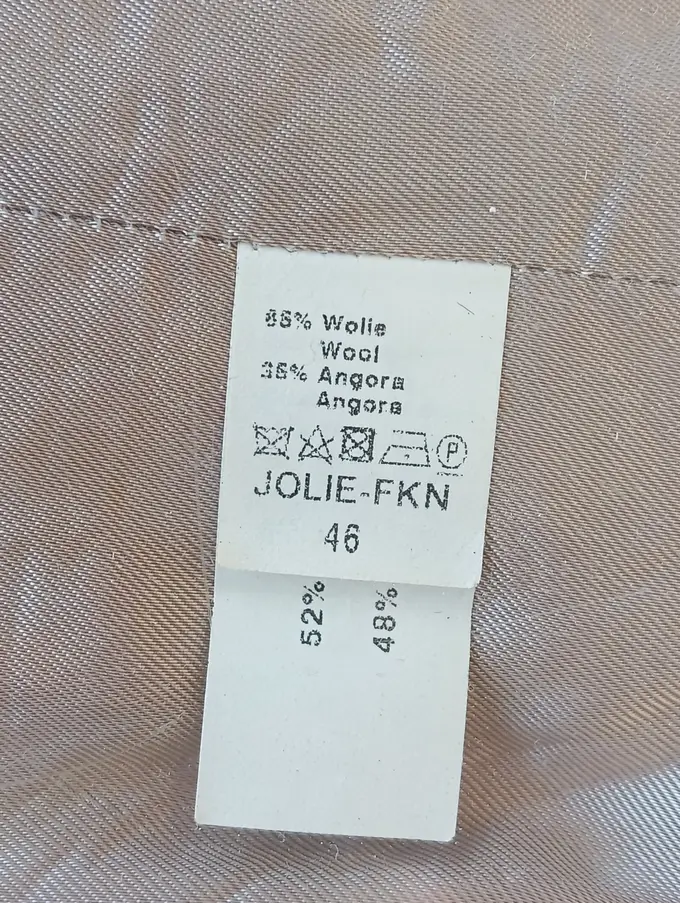 65% Wolle
Wool
35% Angora
Angora
P
JOLIE-FKN
46
52%
48%